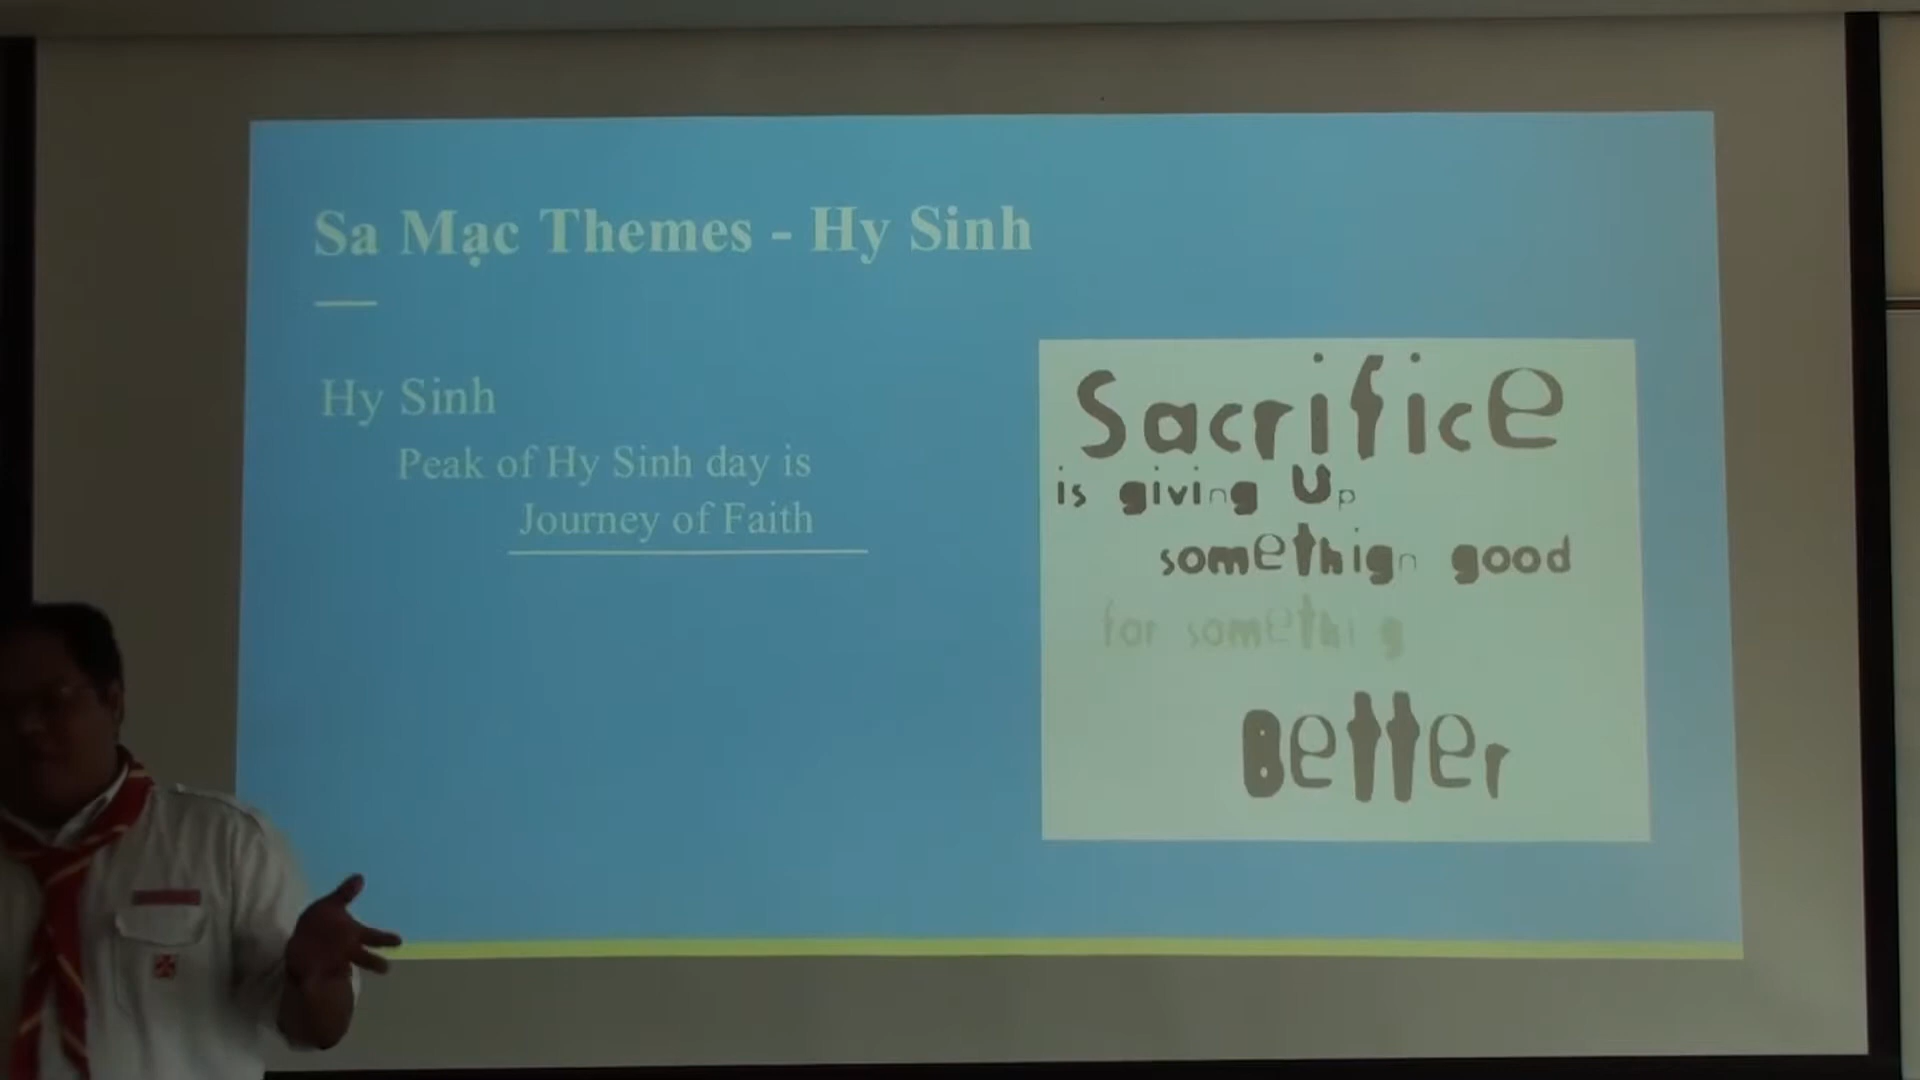 Sa Mạc Themes - Hy Sinh
Hy Sinh
Peak of Hy Sinh day is
Journey of Faith
Sacrifice
is giving Up
somethign good
for somethi g
Better